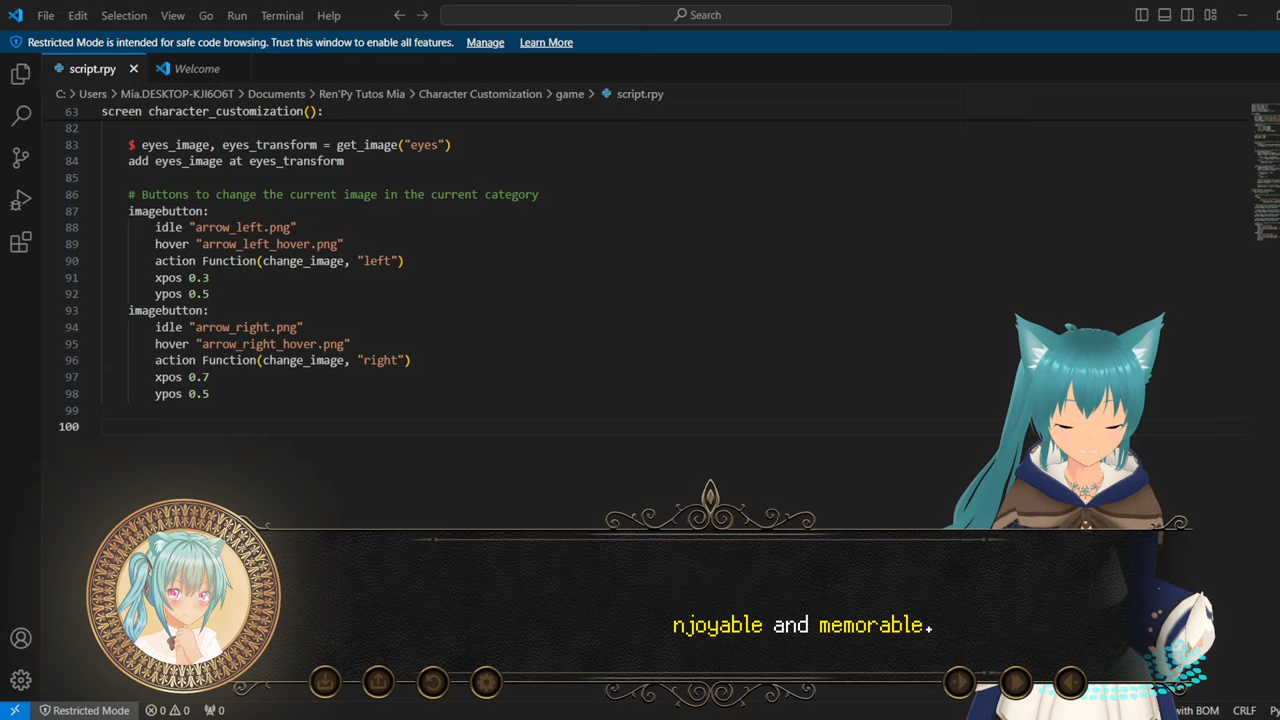 File Edit Selection View Go Run Terminal Help
Search
Restricted Mode is intended for safe code browsing. Trust this window to enable all features. Manage Learn More
script.rpy Welcome
C: > Users > Mia.DESKTOP-KJI6O6T > Documents > Ren'Py Tutos Mia > Character Customization > game > script.rpy
63 screen character_customization():
82
83 $ eyes_image, eyes_transform = get_image("eyes")
84 add eyes_image at eyes_transform
85
86 # Buttons to change the current image in the current category
87 imagebutton:
88 idle "arrow_left.png"
89 hover "arrow_left_hover.png"
90 action Function(change_image, "left")
91 xpos 0.3
92 ypos 0.5
93 imagebutton:
94 idle "arrow_right.png"
95 hover "arrow_right_hover.png"
96 action Function(change_image, "right")
97 xpos 0.7
98 ypos 0.5
99
100
njoyable and memorable.
Restricted Mode 0 0 0 with BOM CRLF Py